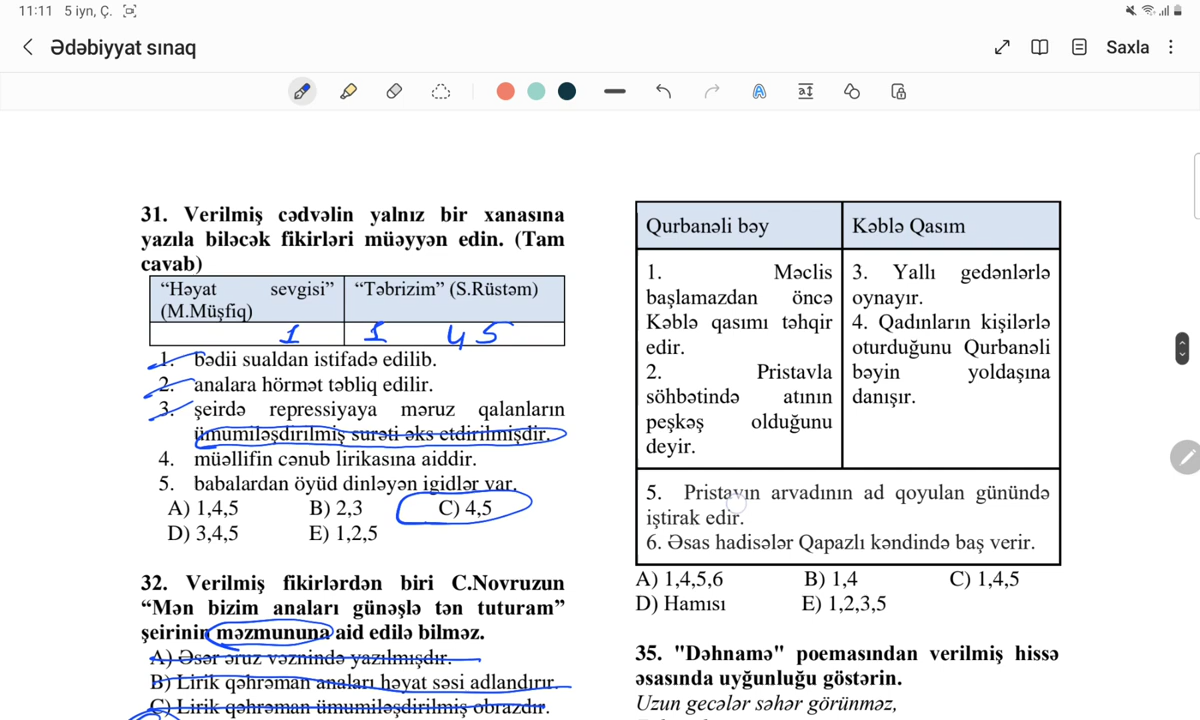 11:11 5 iyn, Ç.
Ədəbiyyat sınaq
Saxla
31. Verilmiş cədvəlin yalnız bir xanasına
yazıla biləcək fikirləri müəyyən edin. (Tam
cavab)
“Həyat sevgisi” (M.Müşfiq)
“Təbrizim” (S.Rüstəm)
1
1 4 5
1. bədii sualdan istifadə edilib.
2. analara hörmət təbliq edilir.
3. şeirdə repressiyaya məruz qalanların
ümumiləşdırılmiş surəti əks etdirilmişdir.
4. müəllifin cənub lirikasına aiddir.
5. babalardan öyüd dinləyən igidlər var.
A) 1,4,5 B) 2,3 C) 4,5
D) 3,4,5 E) 1,2,5
32. Verilmiş fikirlərdən biri C.Novruzun
“Mən bizim anaları günəşlə tən tuturam”
şeirinin məzmununa aid edilə bilməz.
A) Əsər əruz vəznində yazılmışdır.
B) Lirik qəhrəman anaları həyat səsi adlandırır.
C) Lirik qəhrəman ümumiləşdirilmiş obrazdır.
Qurbanəli bəy
Kəblə Qasım
1. Məclis
başlamazdan öncə
Kəblə qasımı təhqir
edir.
2. Pristavla
söhbətində atının
peşkəş olduğunu
deyir.
3. Yallı gedənlərlə
oynayır.
4. Qadınların kişilərlə
oturduğunu Qurbanəli
bəyin yoldaşına
danışır.
5. Pristavın arvadının ad qoyulan günündə
iştirak edir.
6. Əsas hadisələr Qapazlı kəndində baş verir.
A) 1,4,5,6 B) 1,4 C) 1,4,5
D) Hamısı E) 1,2,3,5
35. "Dəhnamə" poemasından verilmiş hissə
əsasında uyğunluğu göstərin.
Uzun gecələr səhər görünməz,